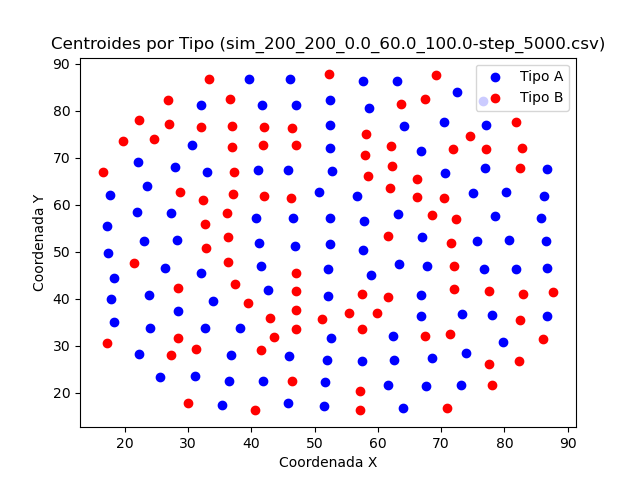 Centroides por Tipo (sim_200_200_0.0_60.0_100.0-step_5000.csv)
Tipo A
Tipo B
90
80
70
60
50
40
30
20
Coordenada Y
20 30 40 50 60 70 80 90
Coordenada X